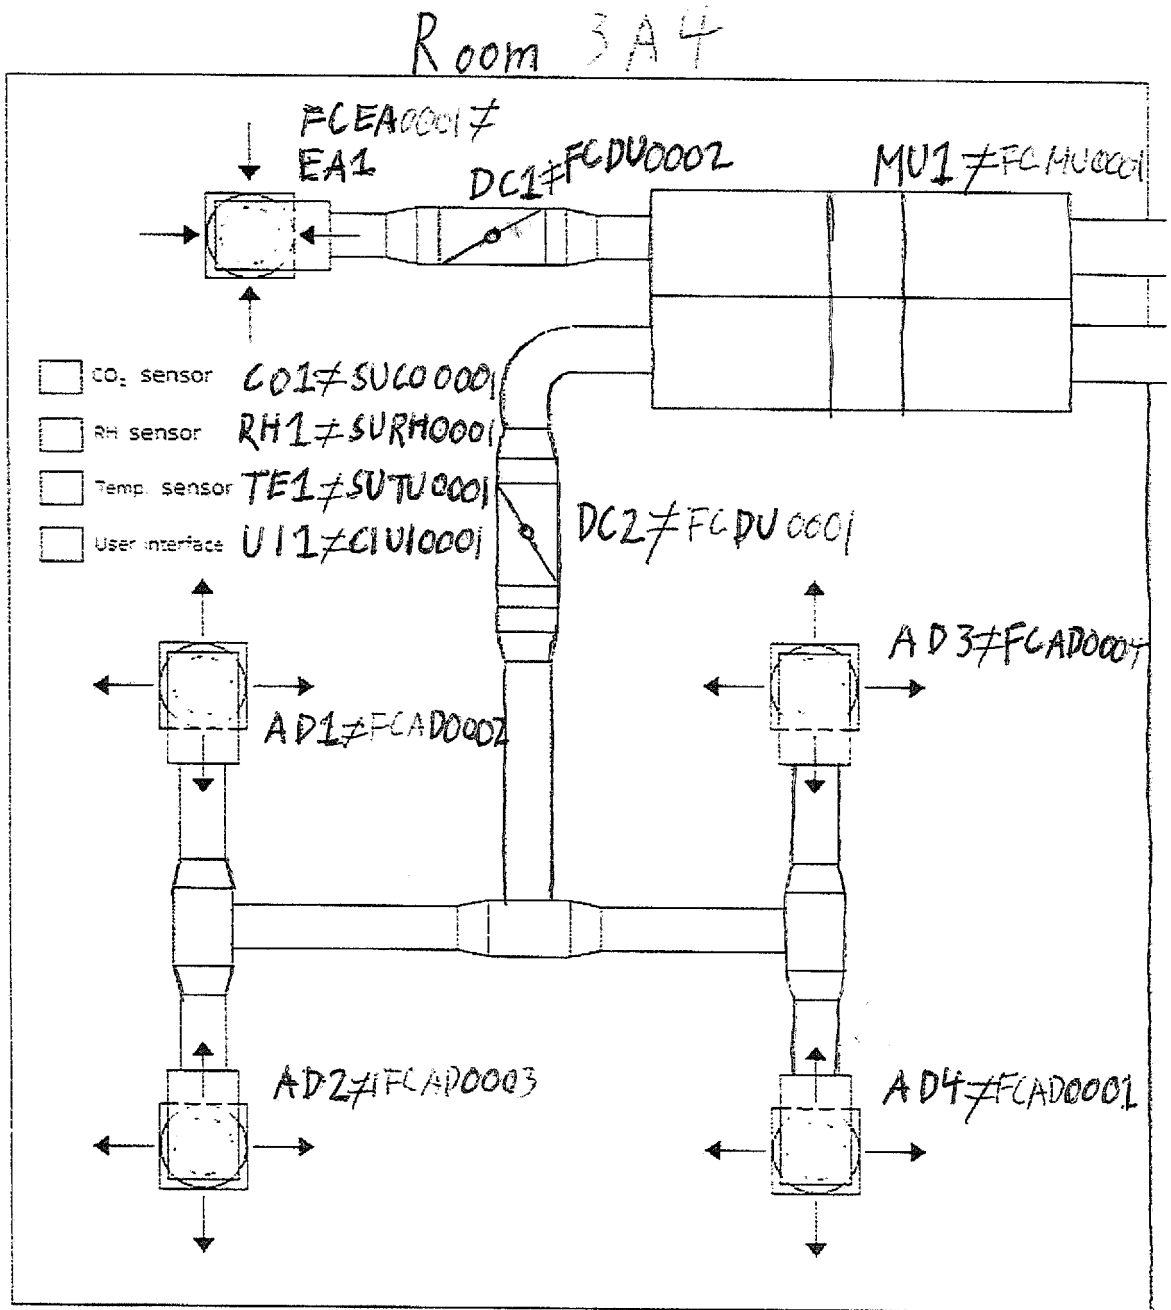 Room 3A4
FCEA0001≠
EA1
DC1≠FCDU0002
MU1≠FCMU0001
CO₂ sensor CO1≠SUCO0001
RH sensor RH1≠SURH0001
Temp. sensor TE1≠SUTU0001
User interface UI1≠CIUI0001
DC2≠FCDU0001
AD3≠FCAD0004
AD1≠FCAD0002
AD2≠FCAD0003
AD4≠FCAD0001